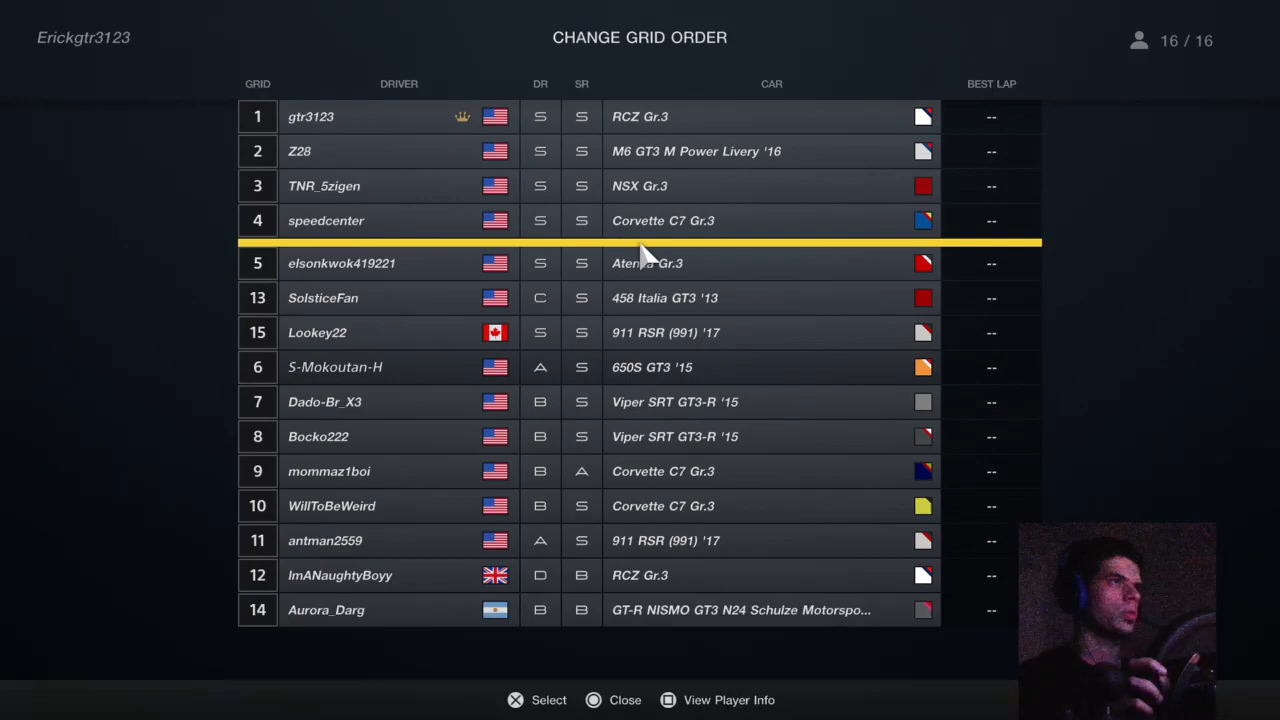 Erickgtr3123
CHANGE GRID ORDER
16 / 16
GRID DRIVER DR SR CAR BEST LAP
1 gtr3123 S S RCZ Gr.3 --
2 Z28 S S M6 GT3 M Power Livery '16 --
3 TNR_5zigen S S NSX Gr.3 --
4 speedcenter S S Corvette C7 Gr.3 --
5 elsonkwok419221 S S Atenza Gr.3 --
13 SolsticeFan C S 458 Italia GT3 '13 --
15 Lookey22 S S 911 RSR (991) '17 --
6 S-Mokoutan-H A S 650S GT3 '15 --
7 Dado-Br_X3 B S Viper SRT GT3-R '15 --
8 Bocko222 B S Viper SRT GT3-R '15 --
9 mommaz1boi B A Corvette C7 Gr.3 --
10 WillToBeWeird B S Corvette C7 Gr.3 --
11 antman2559 A S 911 RSR (991) '17 --
12 ImANaughtyBoyy D B RCZ Gr.3 --
14 Aurora_Darg B B GT-R NISMO GT3 N24 Schulze Motorspo... --
Select Close View Player Info